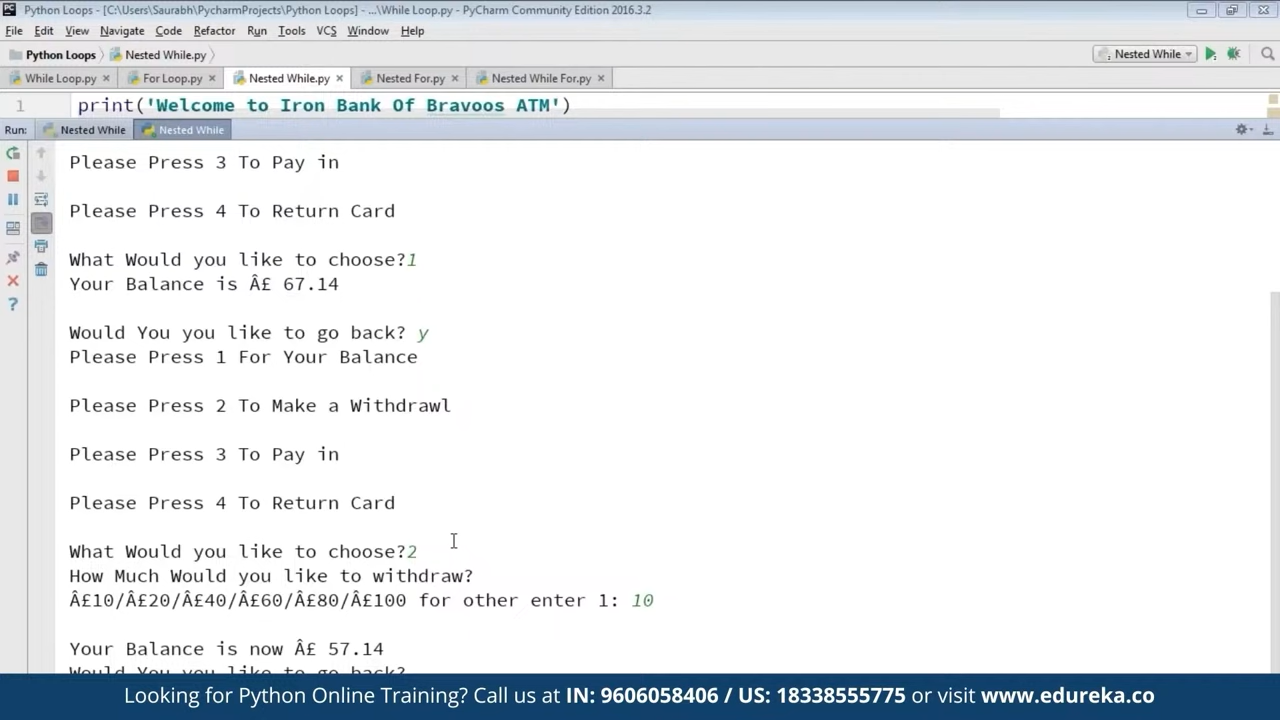 Python Loops - [C:\Users\Saurabh\PycharmProjects\Python Loops] - ...\While Loop.py - PyCharm Community Edition 2016.3.2
File Edit View Navigate Code Refactor Run Tools VCS Window Help
Python Loops Nested While.py Nested While
While Loop.py For Loop.py Nested While.py Nested For.py Nested While For.py
1 print('Welcome to Iron Bank Of Bravoos ATM')
Run: Nested While Nested While
Please Press 3 To Pay in
Please Press 4 To Return Card
What Would you like to choose?1
Your Balance is Â£ 67.14
Would You you like to go back? y
Please Press 1 For Your Balance
Please Press 2 To Make a Withdrawl
Please Press 3 To Pay in
Please Press 4 To Return Card
What Would you like to choose?2
How Much Would you like to withdraw?
Â£10/Â£20/Â£40/Â£60/Â£80/Â£100 for other enter 1: 10
Your Balance is now Â£ 57.14
Would You you like to go back?
Looking for Python Online Training? Call us at IN: 9606058406 / US: 18338555775 or visit www.edureka.co